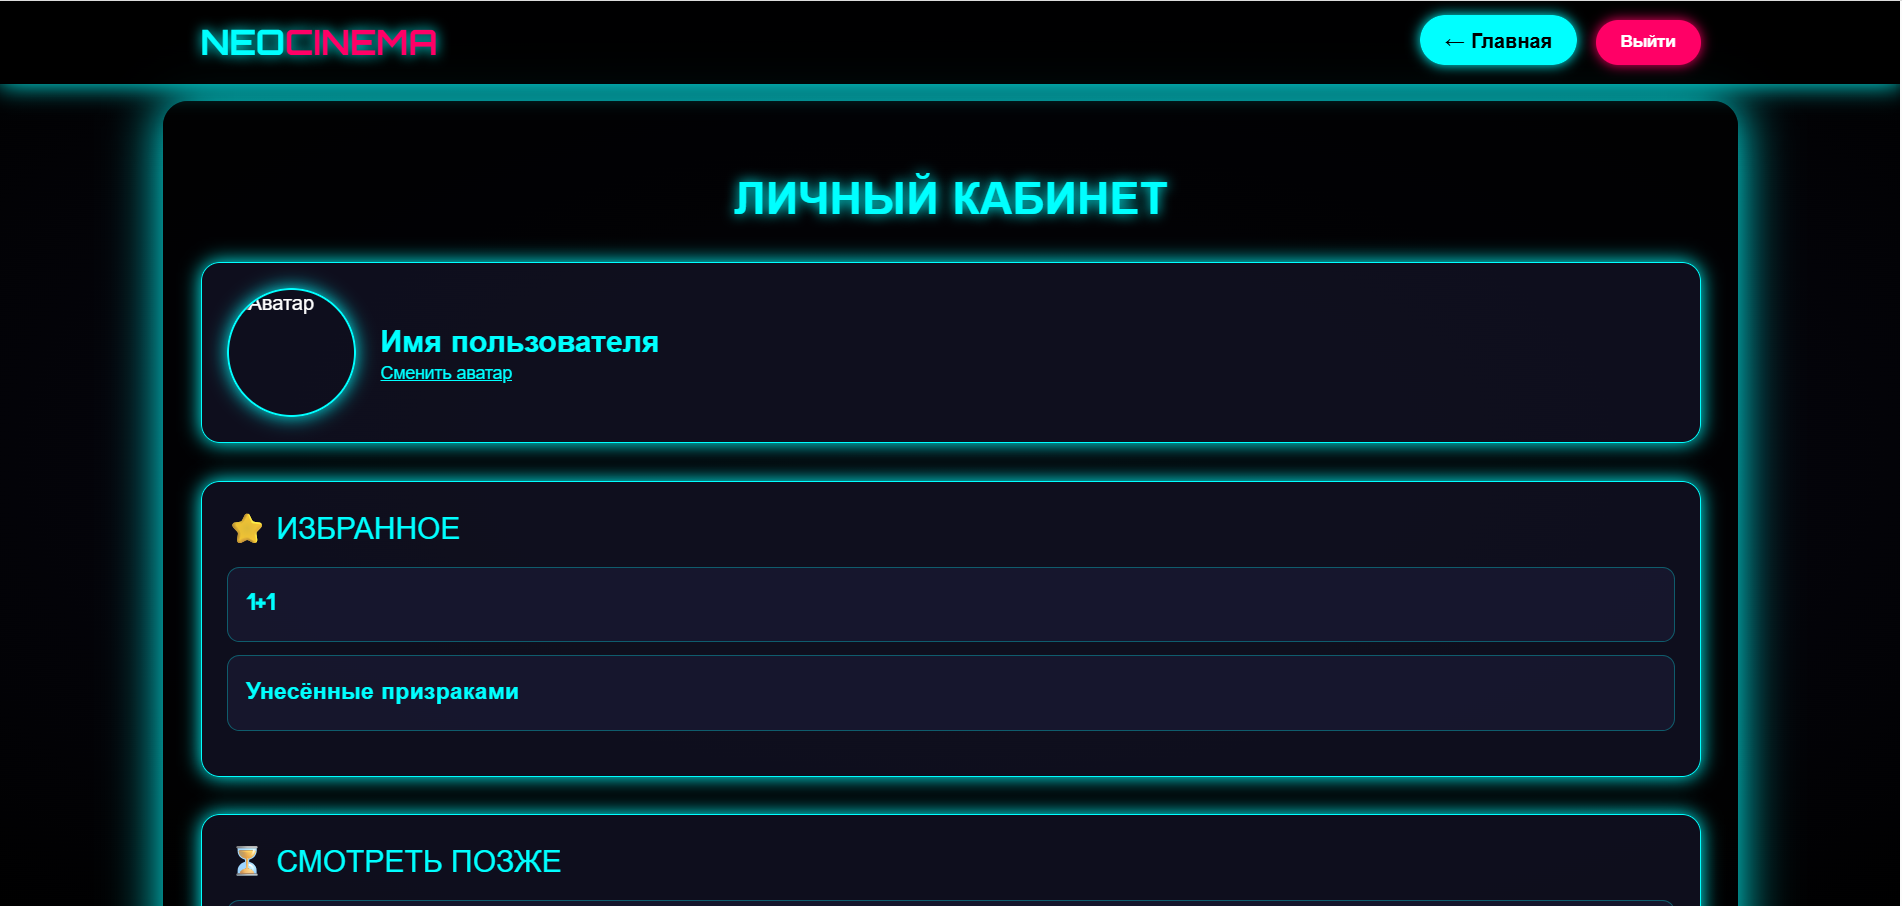 NEOCINEMA
← Главная
Выйти
ЛИЧНЫЙ КАБИНЕТ
Аватар
Имя пользователя
Сменить аватар
⭐ ИЗБРАННОЕ
1+1
Унесённые призраками
⏳ СМОТРЕТЬ ПОЗЖЕ